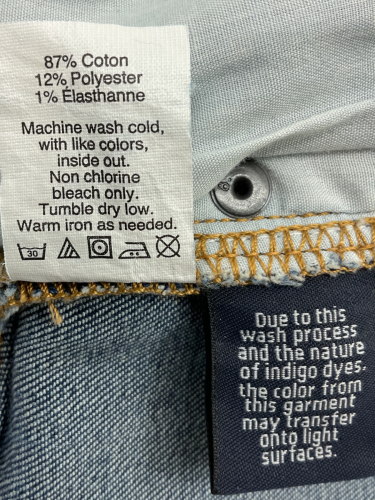 87% Coton
12% Polyester
1% Élasthanne
Machine wash cold,
with like colors,
inside out.
Non chlorine
bleach only.
Tumble dry low.
Warm iron as needed.
30
Due to this
wash process
and the nature
of indigo dyes,
the color from
this garment
may transfer
onto light
surfaces.